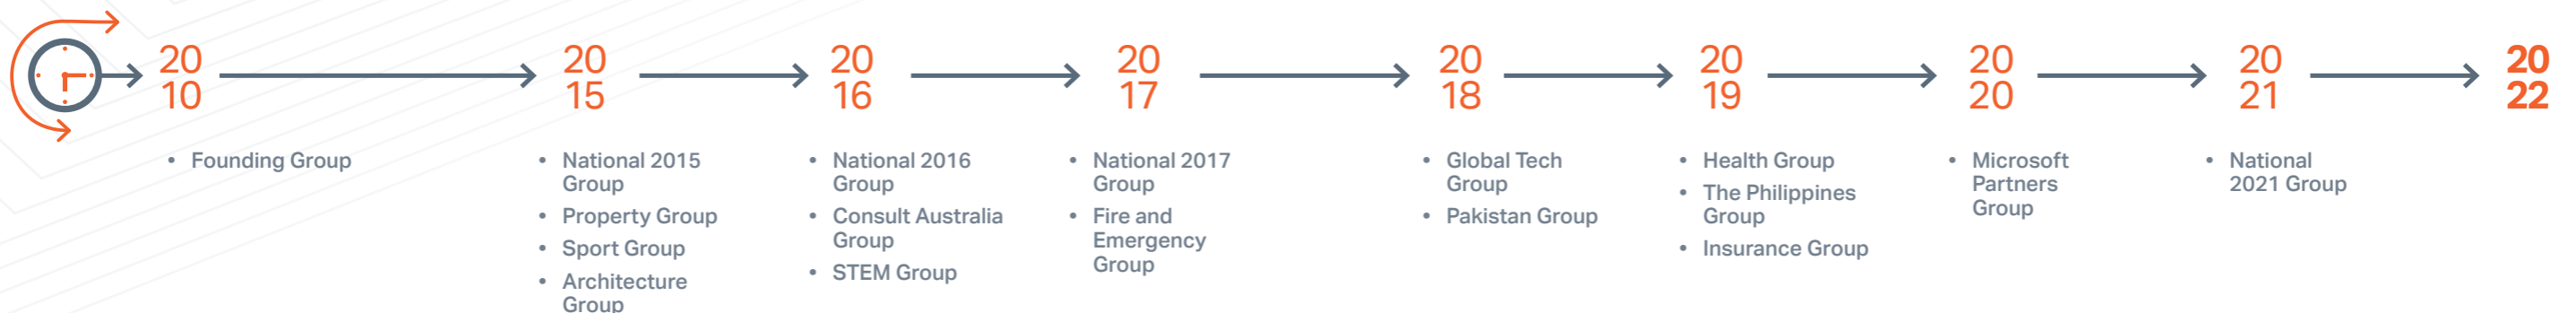 20
10
20
15
20
16
20
17
20
18
20
19
20
20
20
21
20
22
• Founding Group
• National 2015
Group
• Property Group
• Sport Group
• Architecture
Group
• National 2016
Group
• Consult Australia
Group
• STEM Group
• National 2017
Group
• Fire and
Emergency
Group
• Global Tech
Group
• Pakistan Group
• Health Group
• The Philippines
Group
• Insurance Group
• Microsoft
Partners
Group
• National
2021 Group